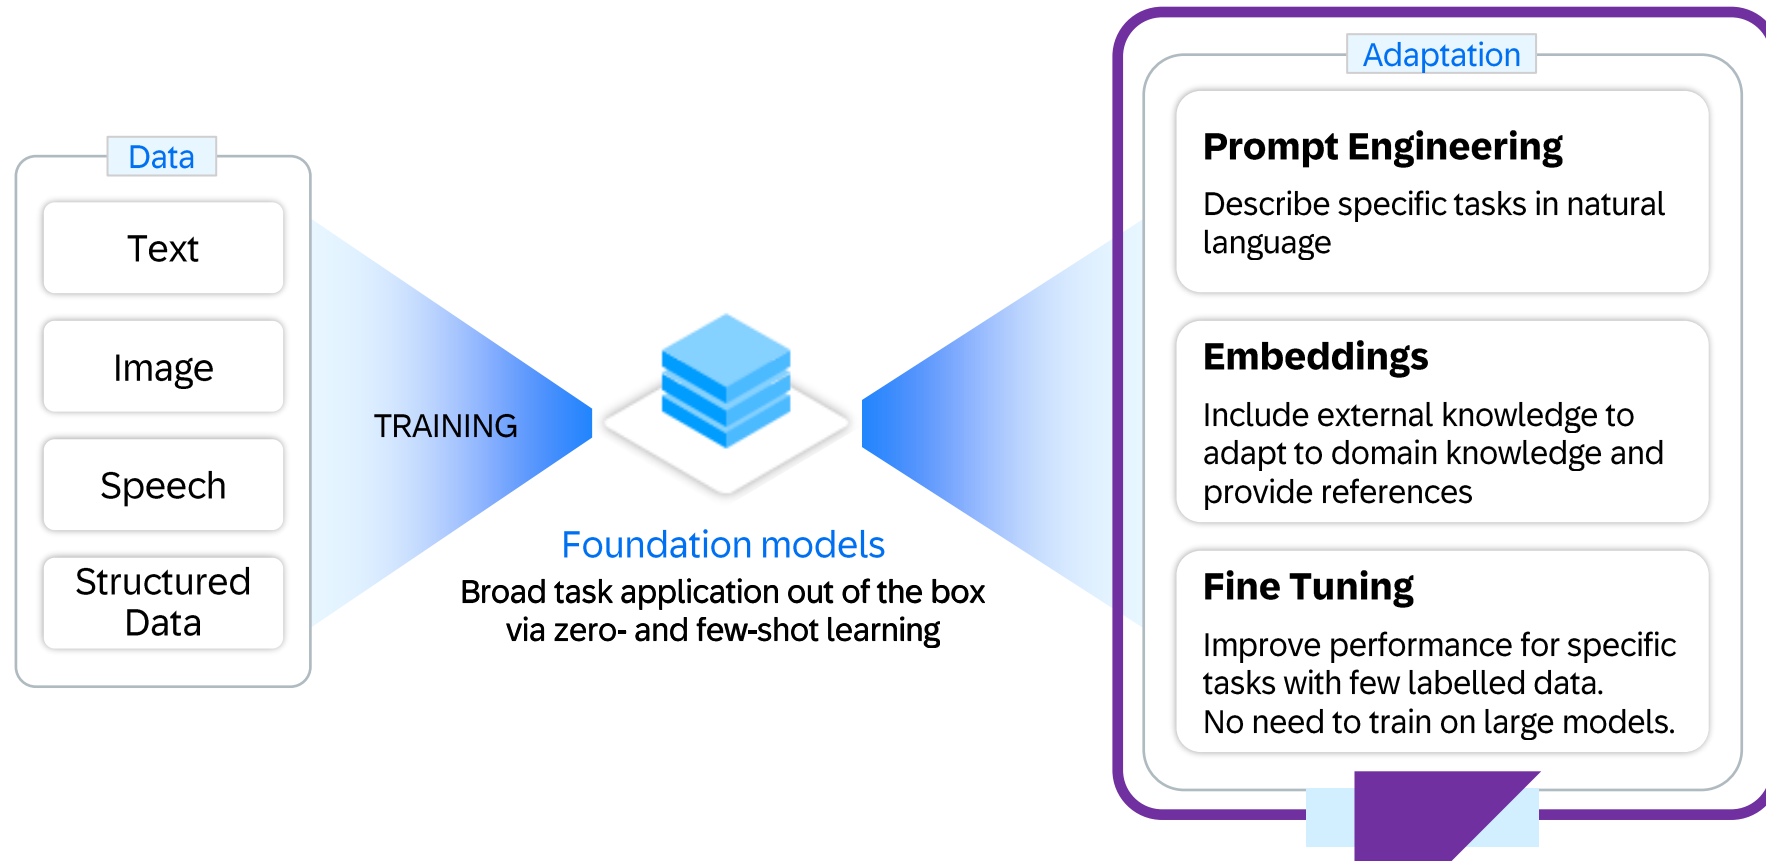 Data
Text
Image
Speech
Structured
Data
TRAINING
Foundation models
Broad task application out of the box
via zero- and few-shot learning
Adaptation
Prompt Engineering
Describe specific tasks in natural
language
Embeddings
Include external knowledge to
adapt to domain knowledge and
provide references
Fine Tuning
Improve performance for specific
tasks with few labelled data.
No need to train on large models.